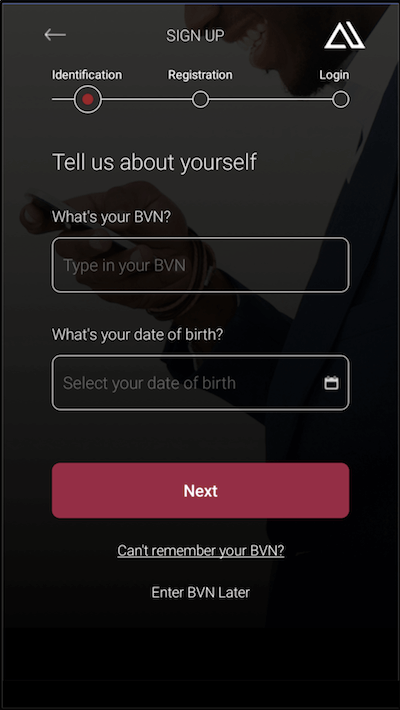 SIGN UP
Identification Registration Login
Tell us about yourself
What's your BVN?
Type in your BVN
What's your date of birth?
Select your date of birth
Next
Can't remember your BVN?
Enter BVN Later